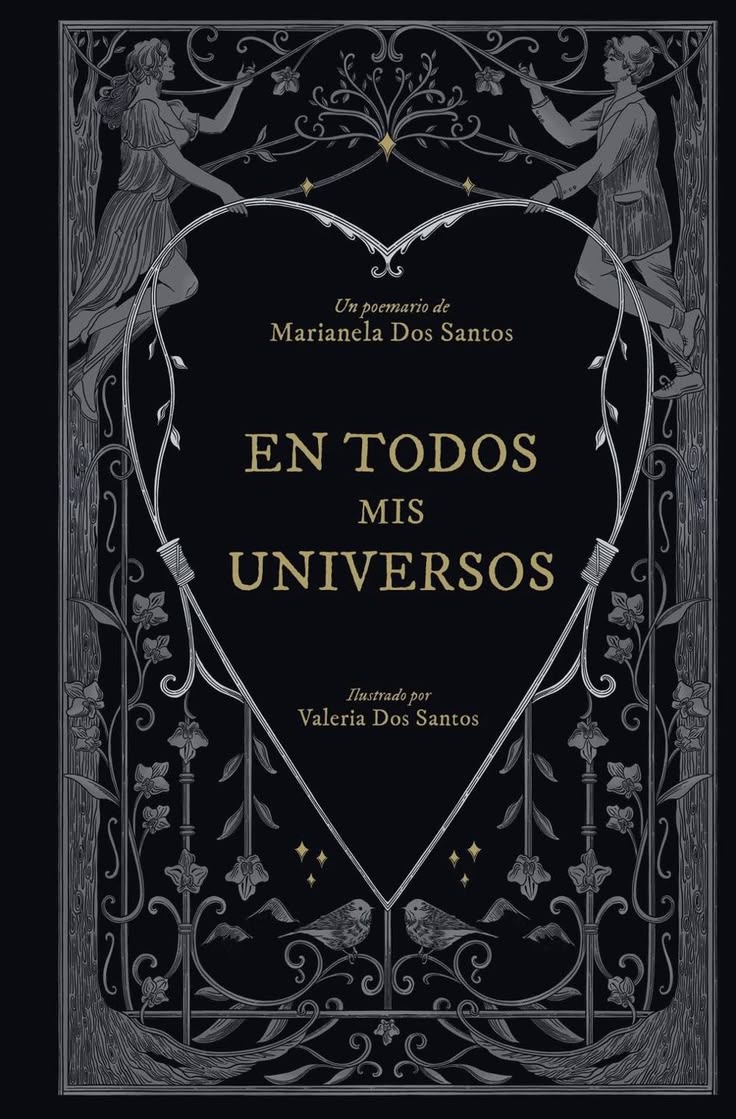 Un poemario de
Marianela Dos Santos
EN TODOS
MIS
UNIVERSOS
Ilustrado por
Valeria Dos Santos